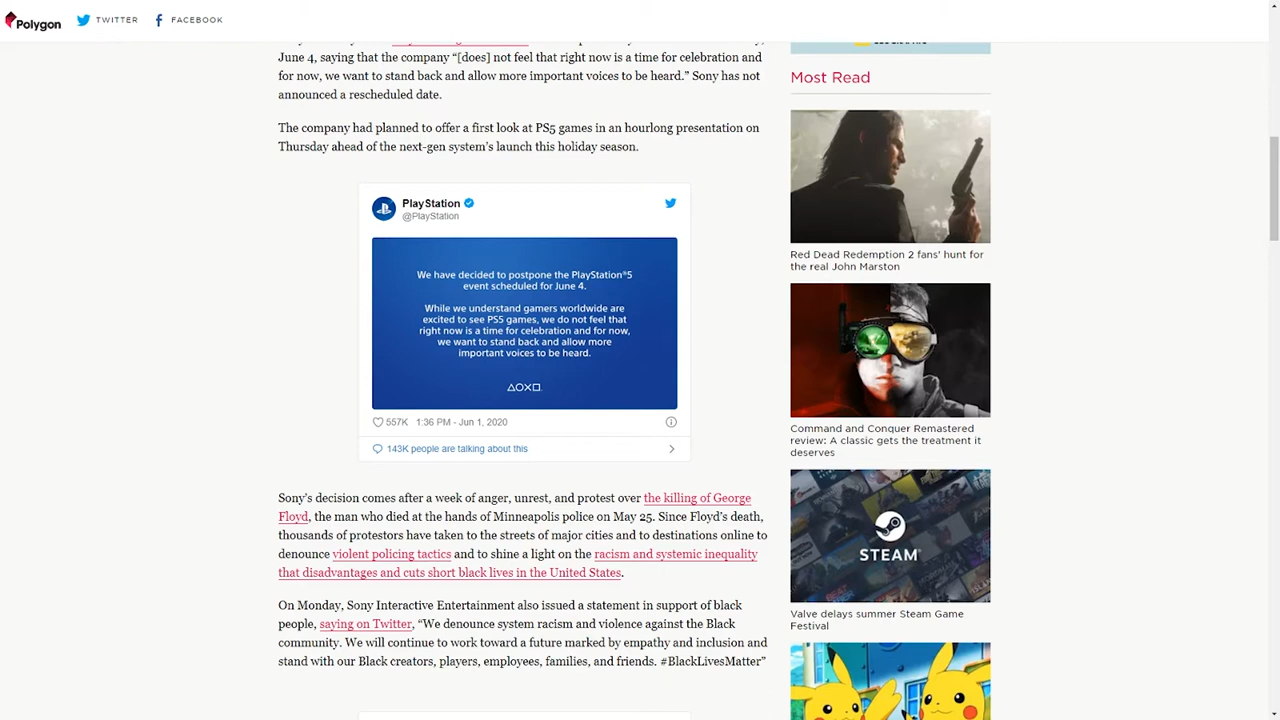 Polygon
TWITTER
FACEBOOK
June 4, saying that the company “[does] not feel that right now is a time for celebration and
for now, we want to stand back and allow more important voices to be heard.” Sony has not
announced a rescheduled date.
The company had planned to offer a first look at PS5 games in an hourlong presentation on
Thursday ahead of the next-gen system’s launch this holiday season.
PlayStation
@PlayStation
We have decided to postpone the PlayStation®5
event scheduled for June 4.
While we understand gamers worldwide are
excited to see PS5 games, we do not feel that
right now is a time for celebration and for now,
we want to stand back and allow more
important voices to be heard.
557K 1:36 PM - Jun 1, 2020
143K people are talking about this
Sony’s decision comes after a week of anger, unrest, and protest over the killing of George
Floyd, the man who died at the hands of Minneapolis police on May 25. Since Floyd’s death,
thousands of protestors have taken to the streets of major cities and to destinations online to
denounce violent policing tactics and to shine a light on the racism and systemic inequality
that disadvantages and cuts short black lives in the United States.
On Monday, Sony Interactive Entertainment also issued a statement in support of black
people, saying on Twitter, “We denounce system racism and violence against the Black
community. We will continue to work toward a future marked by empathy and inclusion and
stand with our Black creators, players, employees, families, and friends. #BlackLivesMatter”
Most Read
Red Dead Redemption 2 fans’ hunt for
the real John Marston
Command and Conquer Remastered
review: A classic gets the treatment it
deserves
STEAM
Valve delays summer Steam Game
Festival